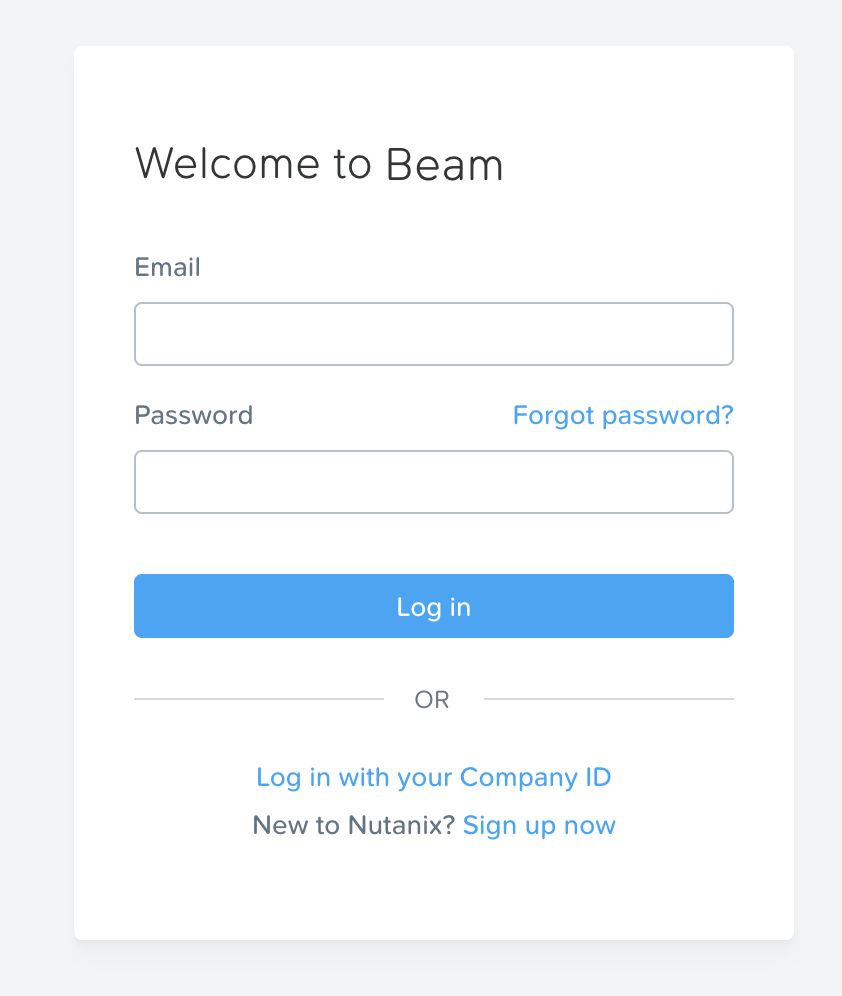 Welcome to Beam
Email
Password Forgot password?
Log in
OR
Log in with your Company ID
New to Nutanix? Sign up now